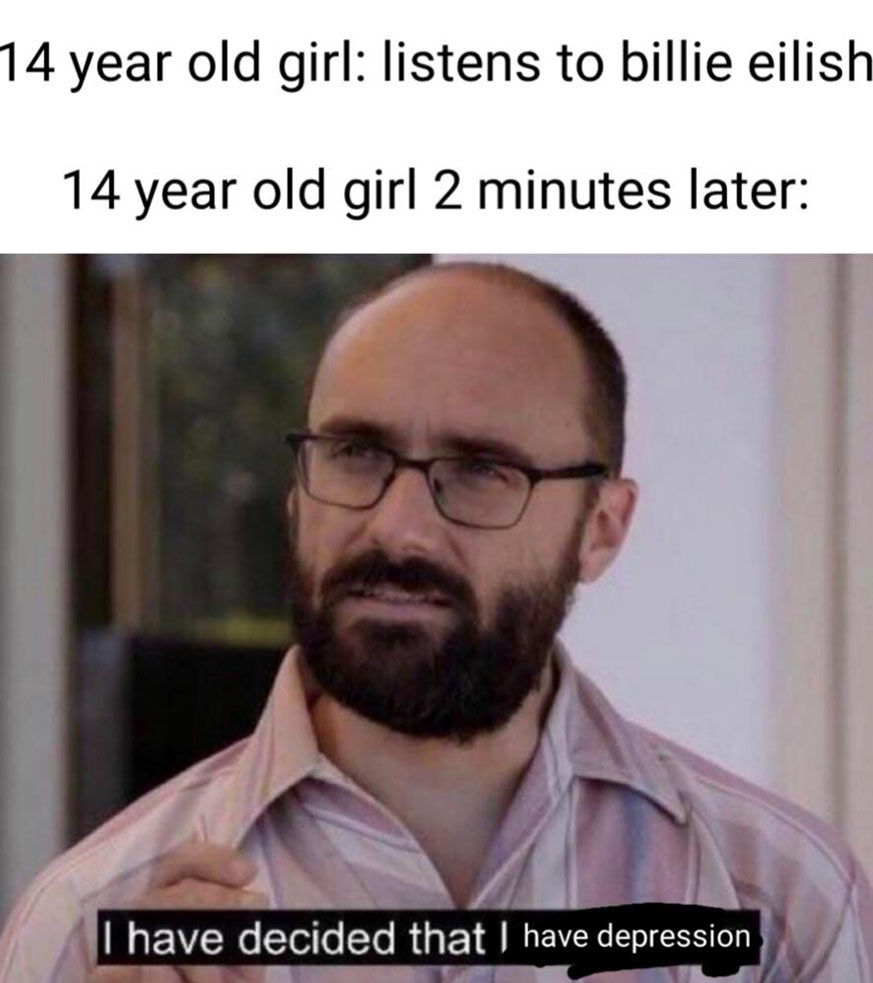 14 year old girl: listens to billie eilish
14 year old girl 2 minutes later:
I have decided that I have depression